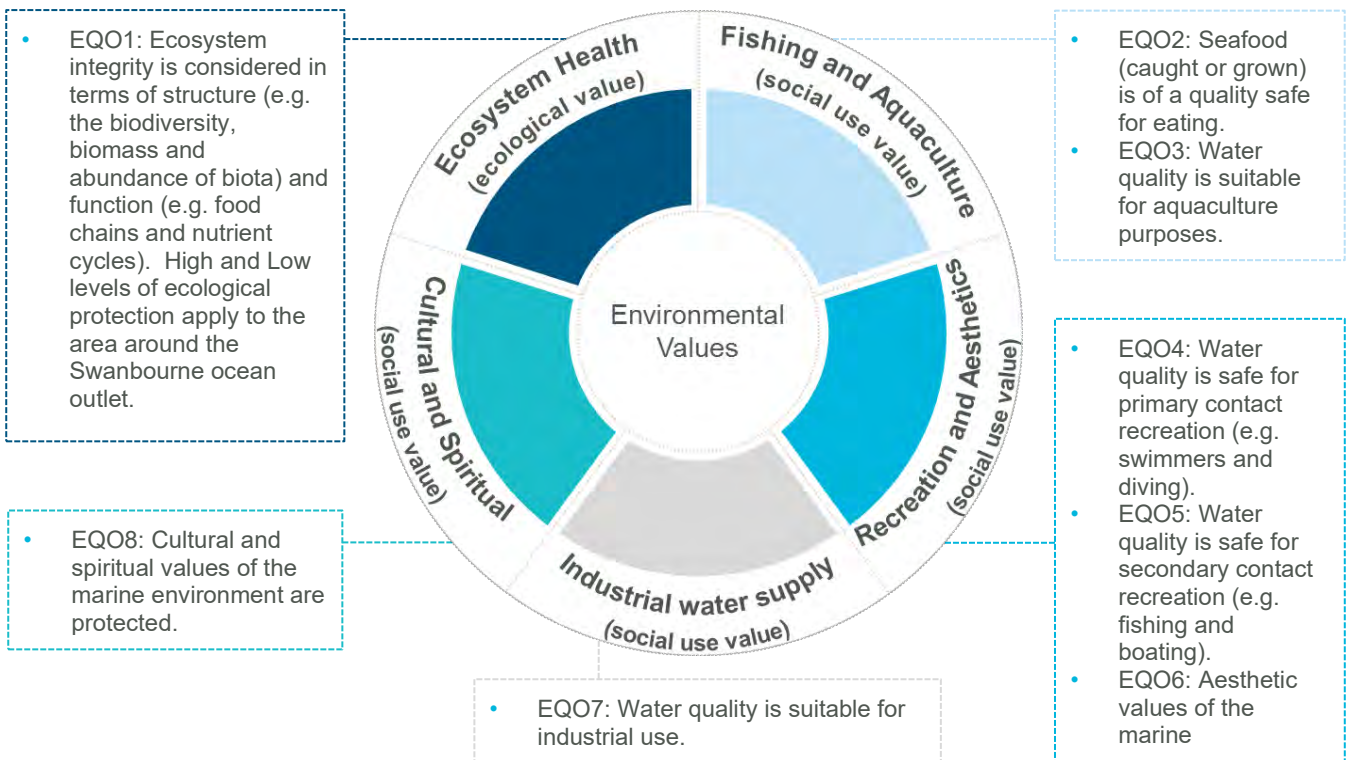 • EQO1: Ecosystem
integrity is considered in
terms of structure (e.g.
the biodiversity,
biomass and
abundance of biota) and
function (e.g. food
chains and nutrient
cycles).  High and Low
levels of ecological
protection apply to the
area around the
Swanbourne ocean
outlet.
Ecosystem Health
(ecological value)
Fishing and Aquaculture
(social use value)
• EQO2: Seafood
(caught or grown)
is of a quality safe
for eating.
• EQO3: Water
quality is suitable
for aquaculture
purposes.
Environmental
Values
Cultural and Spiritual
(social use value)
Recreation and Aesthetics
(social use value)
• EQO4: Water
quality is safe for
primary contact
recreation (e.g.
swimmers and
diving).
• EQO5: Water
quality is safe for
secondary contact
recreation (e.g.
fishing and
boating).
• EQO6: Aesthetic
values of the
marine
• EQO8: Cultural and
spiritual values of the
marine environment are
protected.
Industrial water supply
(social use value)
• EQO7: Water quality is suitable for
industrial use.